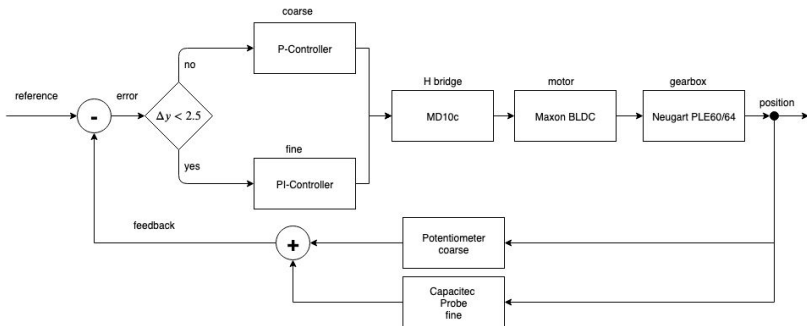 coarse
P-Controller
no
H bridge
motor
gearbox
reference
error
position
-
Δy < 2.5
MD10c
Maxon BLDC
Neugart PLE60/64
fine
yes
PI-Controller
feedback
+
Potentiometer
coarse
Capacitec
Probe
fine